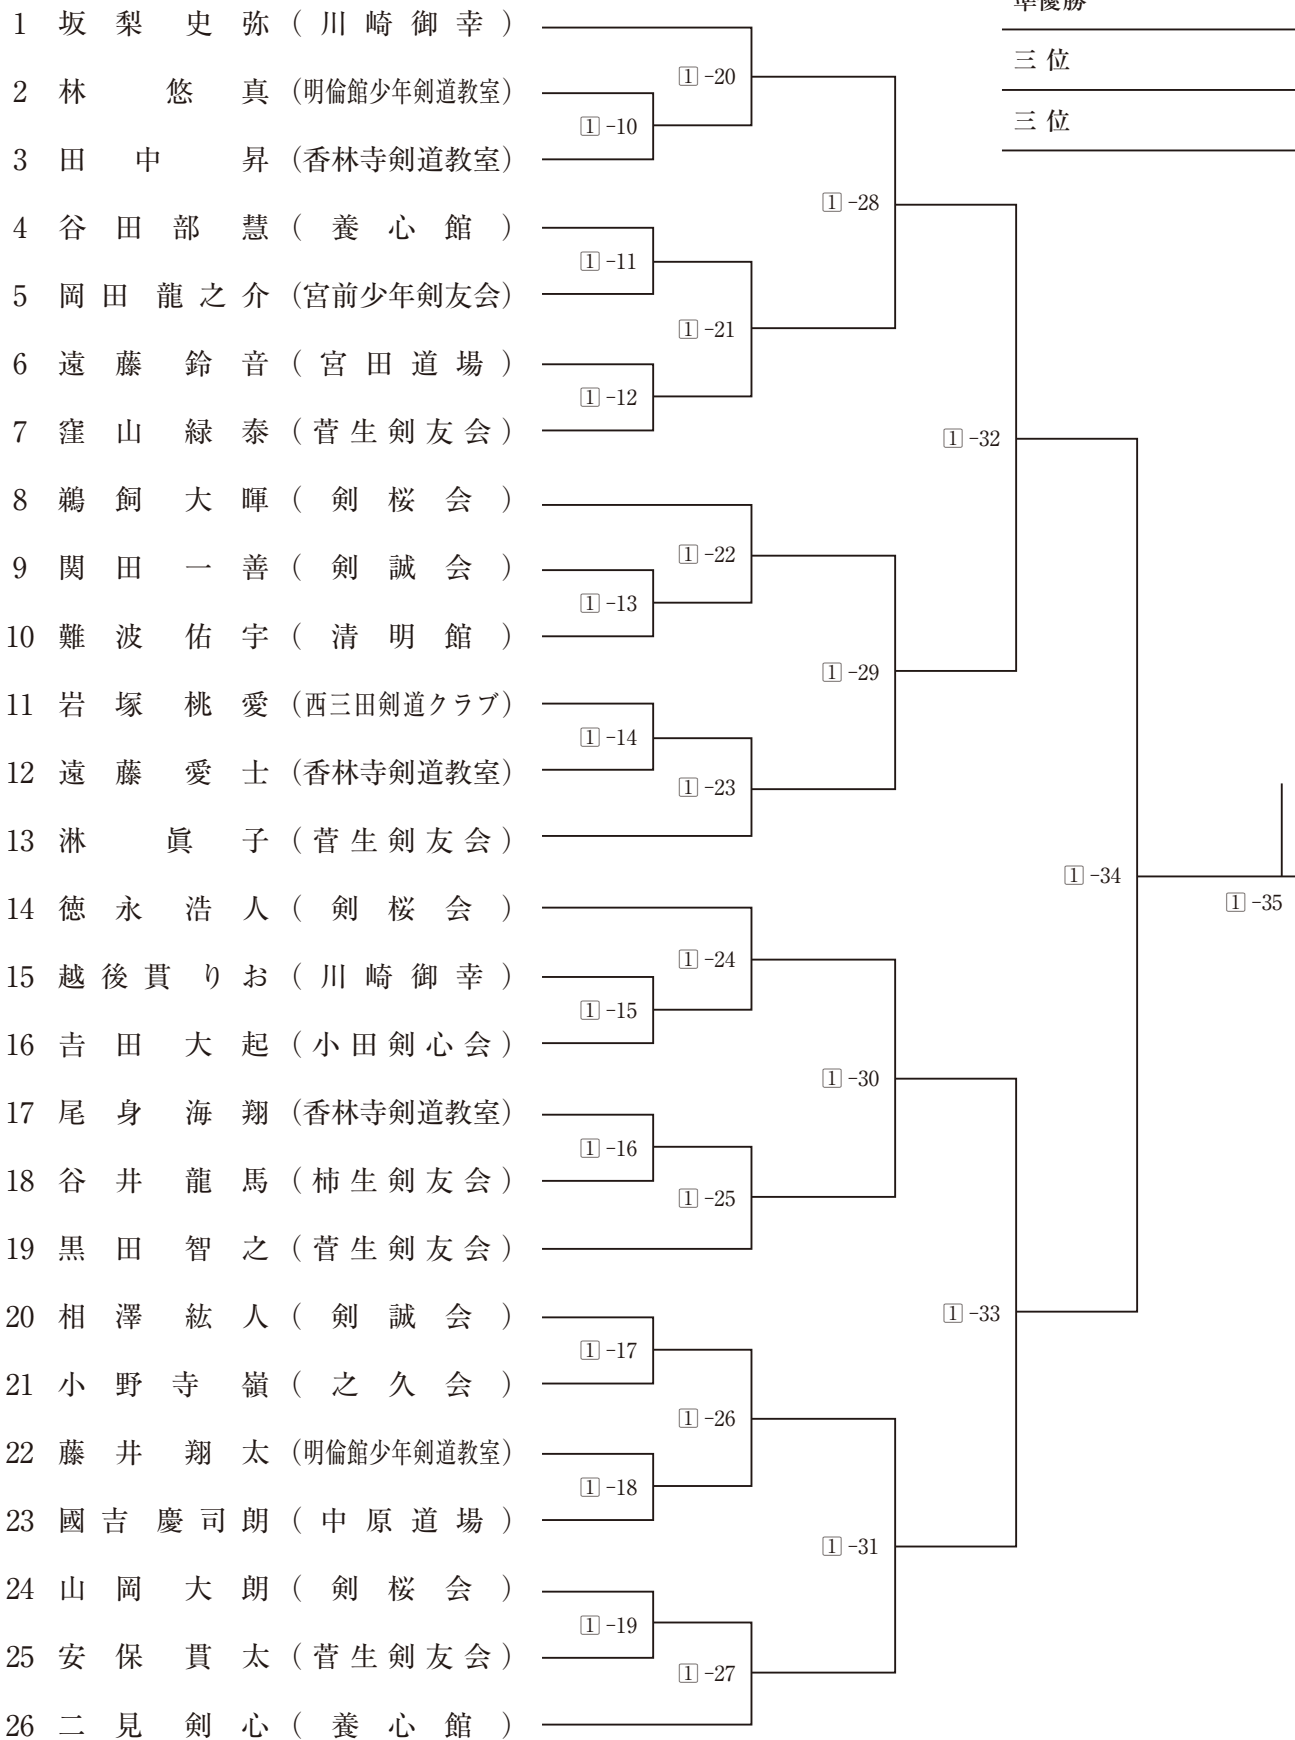 準優勝
三位
三位
1 坂梨史弥（川崎御幸）
2 林悠真（明倫館少年剣道教室）
3 田中昇（香林寺剣道教室）
4 谷田部慧（養心館）
5 岡田龍之介（宮前少年剣友会）
6 遠藤鈴音（宮田道場）
7 窪山緑泰（菅生剣友会）
8 鵜飼大暉（剣桜会）
9 関田一善（剣誠会）
10 難波佑宇（清明館）
11 岩塚桃愛（西三田剣道クラブ）
12 遠藤愛士（香林寺剣道教室）
13 淋眞子（菅生剣友会）
14 徳永浩人（剣桜会）
15 越後貫りお（川崎御幸）
16 𠮷田大起（小田剣心会）
17 尾身海翔（香林寺剣道教室）
18 谷井龍馬（柿生剣友会）
19 黒田智之（菅生剣友会）
20 相澤紘人（剣誠会）
21 小野寺嶺（之久会）
22 藤井翔太（明倫館少年剣道教室）
23 國吉慶司朗（中原道場）
24 山岡大朗（剣桜会）
25 安保貫太（菅生剣友会）
26 二見剣心（養心館）
1-10
1-11
1-12
1-13
1-14
1-15
1-16
1-17
1-18
1-19
1-20
1-21
1-22
1-23
1-24
1-25
1-26
1-27
1-28
1-29
1-30
1-31
1-32
1-33
1-34
1-35